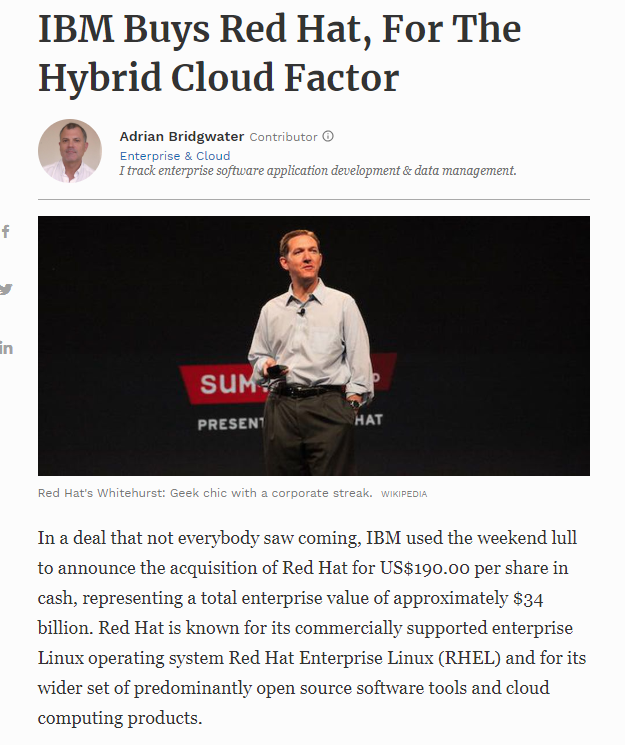 IBM Buys Red Hat, For The
Hybrid Cloud Factor
Adrian Bridgwater Contributor
Enterprise & Cloud
I track enterprise software application development & data management.
f
in
PRESENT
HAT
Red Hat's Whitehurst: Geek chic with a corporate streak. WIKIPEDIA
In a deal that not everybody saw coming, IBM used the weekend lull
to announce the acquisition of Red Hat for US$190.00 per share in
cash, representing a total enterprise value of approximately $34
billion. Red Hat is known for its commercially supported enterprise
Linux operating system Red Hat Enterprise Linux (RHEL) and for its
wider set of predominantly open source software tools and cloud
computing products.